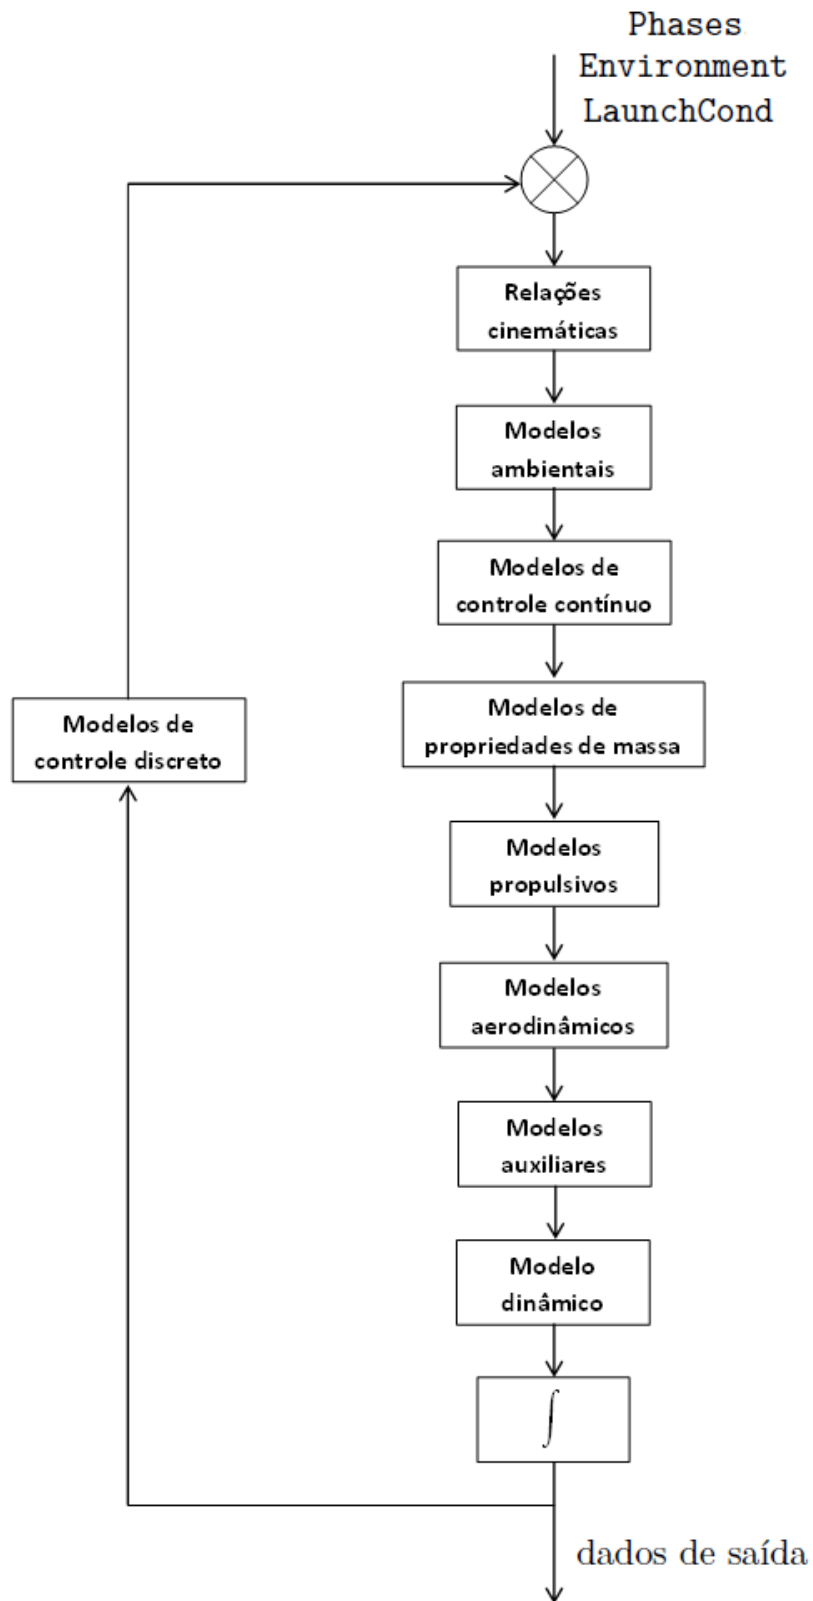 Phases
Environment
LaunchCond
Relações
cinemáticas
Modelos
ambientais
Modelos de
controle contínuo
Modelos de
propriedades de massa
Modelos de
controle discreto
Modelos
propulsivos
Modelos
aerodinâmicos
Modelos
auxiliares
Modelo
dinâmico
∫
dados de saída